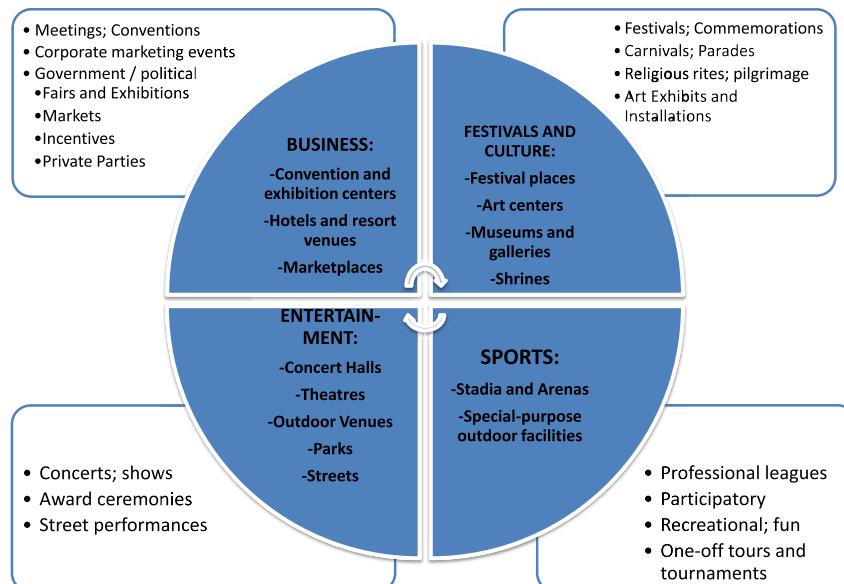 • Meetings; Conventions
• Corporate marketing events
• Government / political
•Fairs and Exhibitions
•Markets
•Incentives
•Private Parties
• Festivals; Commemorations
• Carnivals; Parades
• Religious rites; pilgrimage
• Art Exhibits and
Installations
BUSINESS:
-Convention and
exhibition centers
-Hotels and resort
venues
-Marketplaces
FESTIVALS AND
CULTURE:
-Festival places
-Art centers
-Museums and
galleries
-Shrines
ENTERTAIN-
MENT:
-Concert Halls
-Theatres
-Outdoor Venues
-Parks
-Streets
SPORTS:
-Stadia and Arenas
-Special-purpose
outdoor facilities
• Concerts; shows
• Award ceremonies
• Street performances
• Professional leagues
• Participatory
• Recreational; fun
• One-off tours and
tournaments